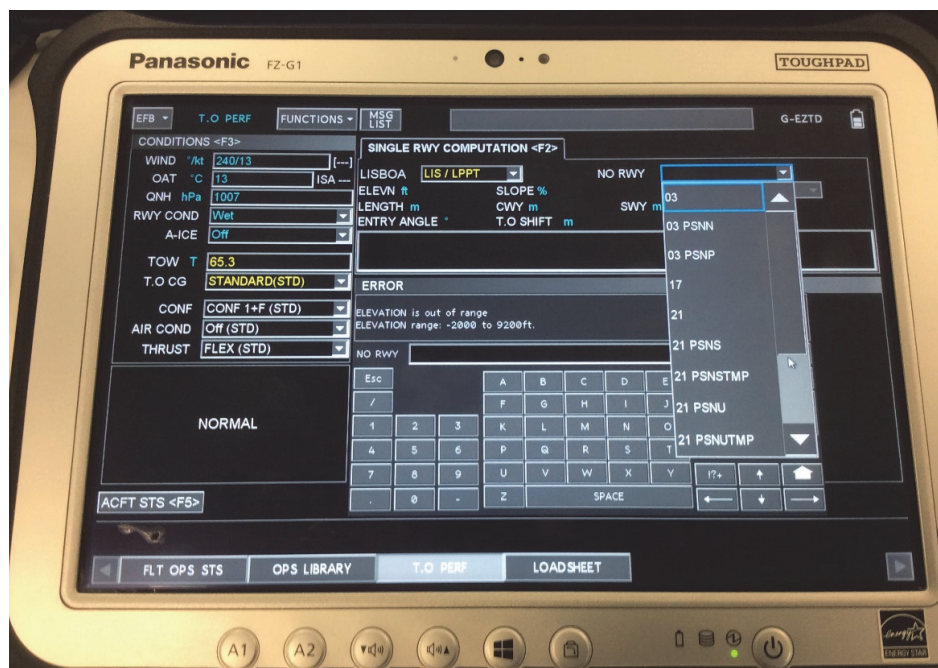 Panasonic FZ-G1
TOUGHPAD
EFB T.O PERF FUNCTIONS MSG LIST G-EZTD
CONDITIONS <F3>
WIND °/kt 240/13 [---]
OAT °C 13 ISA ---
QNH hPa 1007
RWY COND Wet
A-ICE Off
TOW T 65.3
T.O CG STANDARD(STD)
CONF CONF 1+F (STD)
AIR COND Off (STD)
THRUST FLEX (STD)
NORMAL
ACFT STS <F5>
SINGLE RWY COMPUTATION <F2>
LISBOA LIS / LPPT NO RWY
ELEVN ft SLOPE %
LENGTH m CWY m SWY m
ENTRY ANGLE ° T.O SHIFT m
03
03 PSNN
03 PSNP
17
21
21 PSNS
21 PSNSTMP
21 PSNU
21 PSNUTMP
ERROR
ELEVATION is out of range
ELEVATION range: -2000 to 9200ft.
NO RWY
Esc A B C D E
/ F G H I J
1 2 3 K L M N O
4 5 6 P Q R S T
7 8 9 U V W X Y !?+
. 0 - Z SPACE
FLT OPS STS OPS LIBRARY T.O PERF LOADSHEET
A1 A2
energy
ENERGY STAR